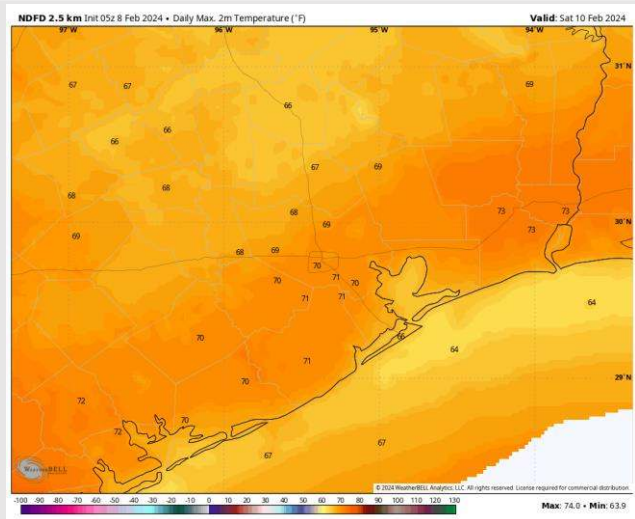 NDFD 2.5 km Init 05z 8 Feb 2024 • Daily Max. 2m Temperature (°F)
Valid: Sat 10 Feb 2024
97°W 96°W 95°W 94°W
31°N
67 67 69
66
66
66
67 69
68 68
68 73 73
69 73
30°N
69
68 69
70
70 71 70
71 71
64
70 66
64
71
29°N
70
72
70
72
67
67
WeatherBELL
© 2024 WeatherBELL Analytics, LLC. All rights reserved. License required for commercial distribution.
-100 -90 -80 -70 -60 -50 -40 -30 -20 -10 0 10 20 30 40 50 60 70 80 90 100 110 120 130
Max: 74.0 • Min: 63.9